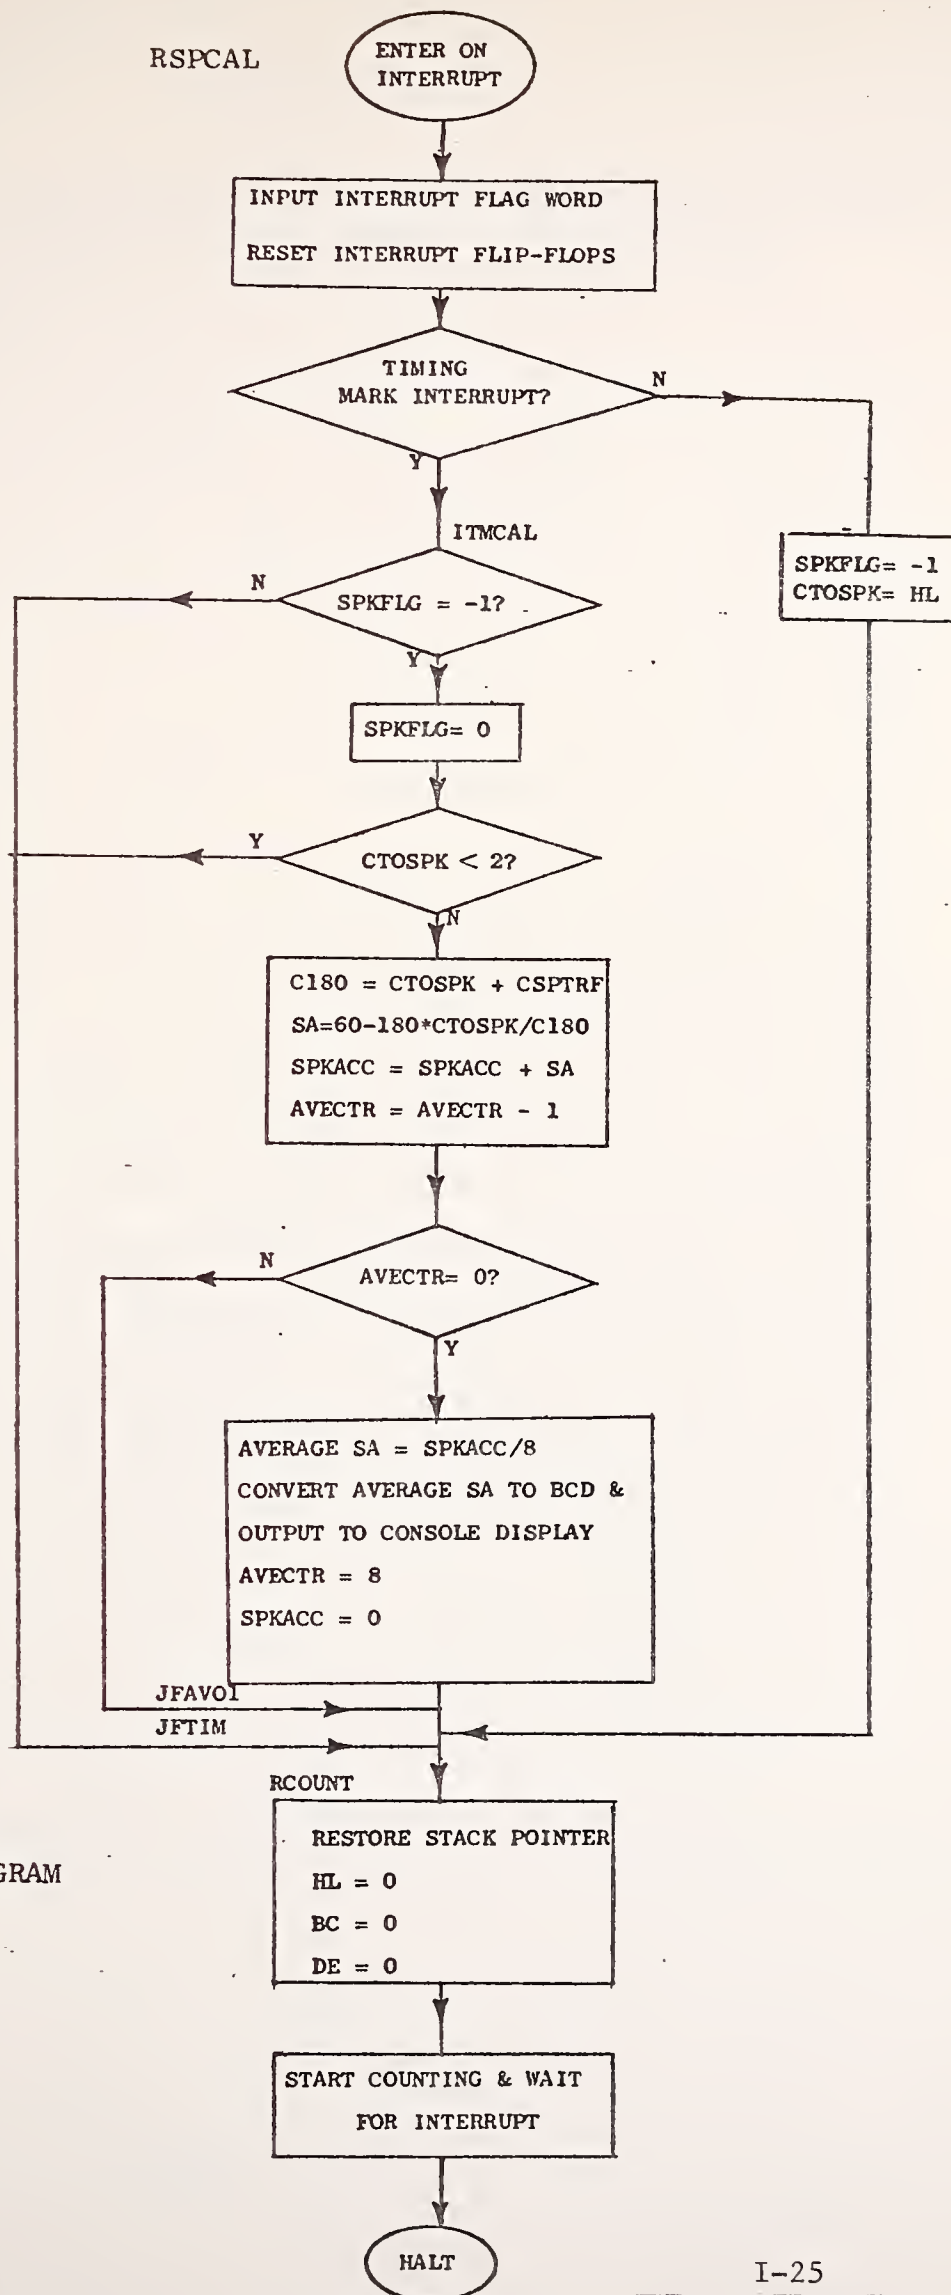 RSPCAL
ENTER ON
INTERRUPT
INPUT INTERRUPT FLAG WORD
RESET INTERRUPT FLIP-FLOPS
TIMING
MARK INTERRUPT?
N
Y
ITMCAL
SPKFLG= -1
CTOSPK= HL
N
SPKFLG = -1?
Y
SPKFLG= 0
Y
CTOSPK < 2?
N
C180 = CTOSPK + CSPTRF
SA=60-180*CTOSPK/C180
SPKACC = SPKACC + SA
AVECTR = AVECTR - 1
N
AVECTR= 0?
Y
AVERAGE SA = SPKACC/8
CONVERT AVERAGE SA TO BCD &
OUTPUT TO CONSOLE DISPLAY
AVECTR = 8
SPKACC = 0
JFAV01
JFTIM
RCOUNT
RESTORE STACK POINTER
HL = 0
BC = 0
DE = 0
GRAM
START COUNTING & WAIT
FOR INTERRUPT
HALT
I-25